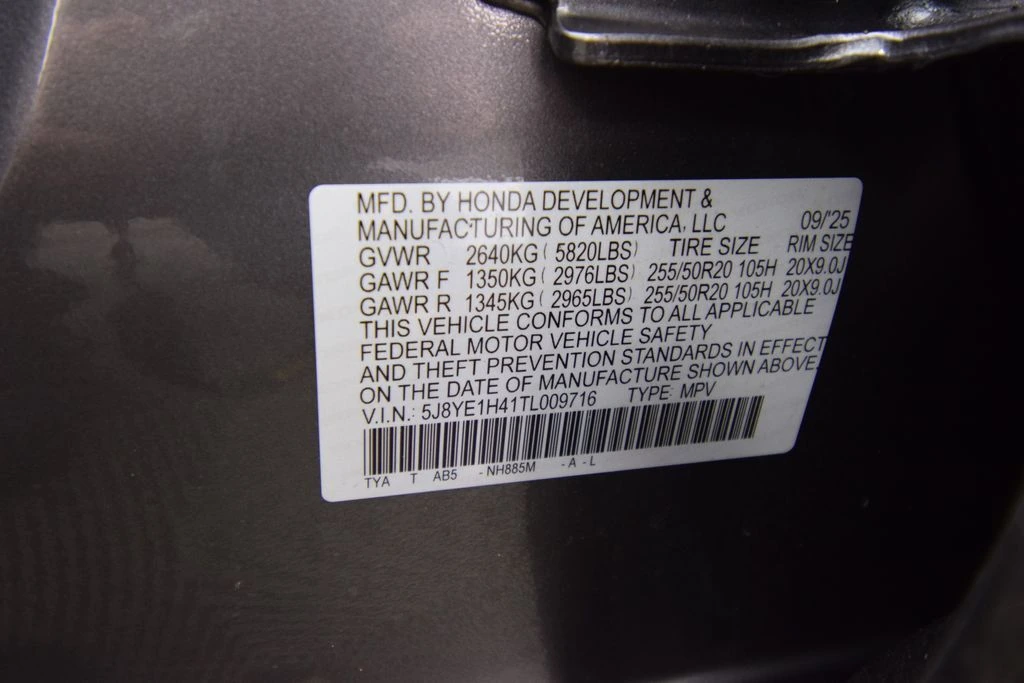 MFD. BY HONDA DEVELOPMENT &
MANUFACTURING OF AMERICA, LLC 09/'25
GVWR 2640KG ( 5820LBS) TIRE SIZE RIM SIZE
GAWR F 1350KG ( 2976LBS) 255/50R20 105H 20X9.0J
GAWR R 1345KG ( 2965LBS) 255/50R20 105H 20X9.0J
THIS VEHICLE CONFORMS TO ALL APPLICABLE
FEDERAL MOTOR VEHICLE SAFETY
AND THEFT PREVENTION STANDARDS IN EFFECT
ON THE DATE OF MANUFACTURE SHOWN ABOVE.
V.I.N.: 5J8YE1H41TL009716 TYPE: MPV
TYA T AB5 -NH885M -A-L